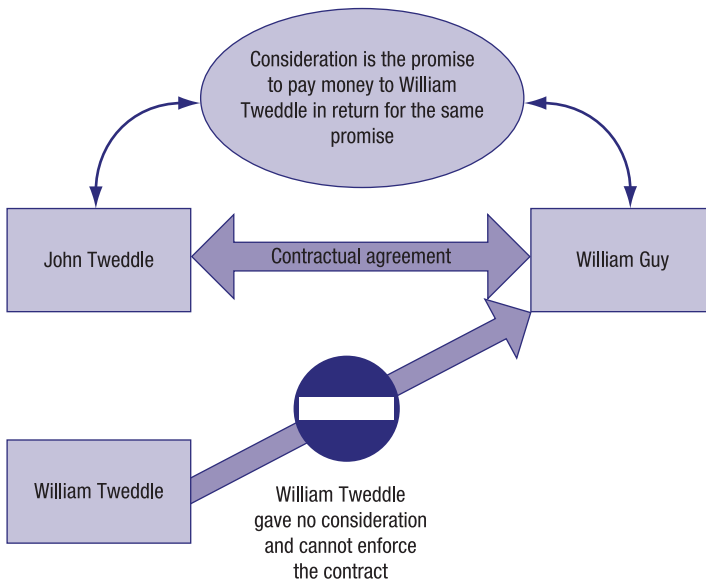 Consideration is the promise
to pay money to William
Tweddle in return for the same
promise
John Tweddle
Contractual agreement
William Guy
William Tweddle
William Tweddle
gave no consideration
and cannot enforce
the contract